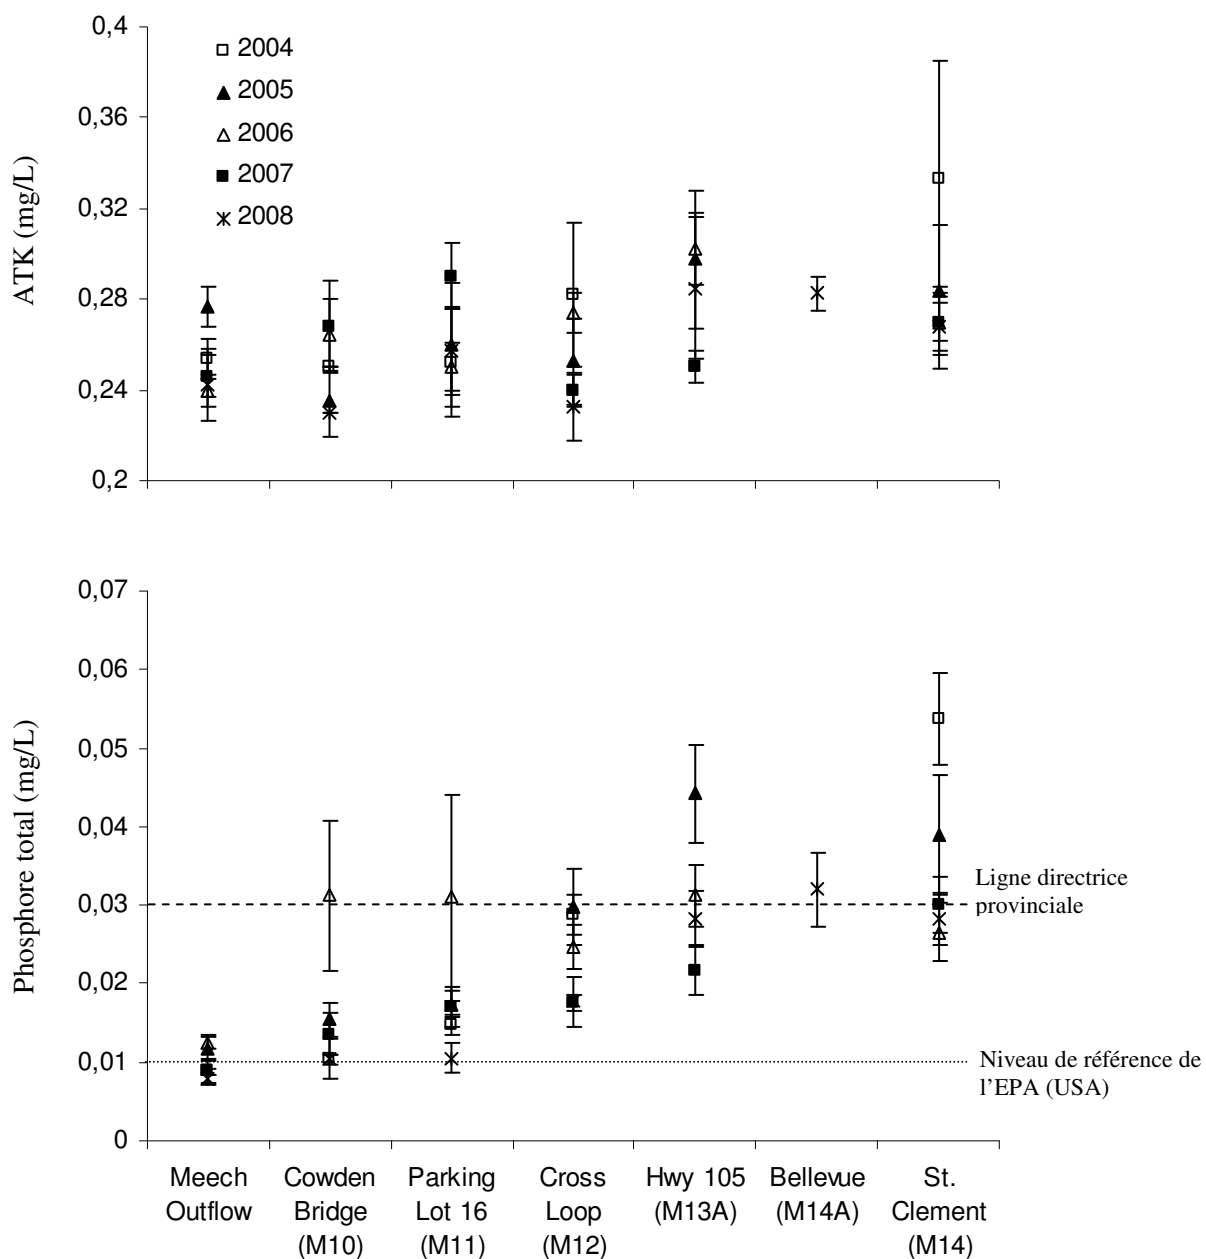 0,4
0,36
0,32
0,28
0,24
0,2
ATK (mg/L)
2004
2005
2006
2007
2008
0,07
0,06
0,05
0,04
0,03
0,02
0,01
0
Phosphore total (mg/L)
Ligne directrice
provinciale
Niveau de référence de
l'EPA (USA)
Meech
Outflow
Cowden
Bridge
(M10)
Parking
Lot 16
(M11)
Cross
Loop
(M12)
Hwy 105
(M13A)
Bellevue
(M14A)
St.
Clement
(M14)